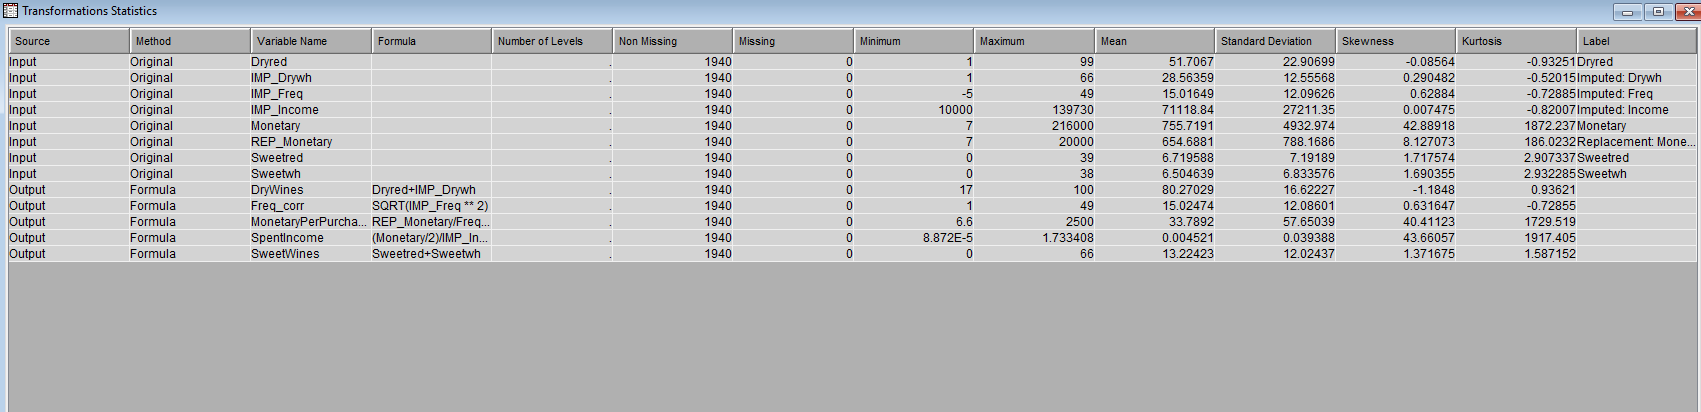 Transformations Statistics
Source Method Variable Name Formula Number of Levels Non Missing Missing Minimum Maximum Mean Standard Deviation Skewness Kurtosis Label
Input Original Dryred . 1940 0 1 99 51.7067 22.90699 -0.08564 -0.93251 Dryred
Input Original IMP_Drywh . 1940 0 1 66 28.56359 12.55568 0.290482 -0.52015 Imputed: Drywh
Input Original IMP_Freq . 1940 0 -5 49 15.01649 12.09626 0.62884 -0.72885 Imputed: Freq
Input Original IMP_Income . 1940 0 10000 139730 71118.84 27211.35 0.007475 -0.82007 Imputed: Income
Input Original Monetary . 1940 0 7 216000 755.7191 4932.974 42.88918 1872.237 Monetary
Input Original REP_Monetary . 1940 0 7 20000 654.6881 788.1686 8.127073 186.0232 Replacement: Mone...
Input Original Sweetred . 1940 0 0 39 6.719588 7.19189 1.717574 2.907337 Sweetred
Input Original Sweetwh . 1940 0 0 38 6.504639 6.833576 1.690355 2.932285 Sweetwh
Output Formula DryWines Dryred+IMP_Drywh . 1940 0 17 100 80.27029 16.62227 -1.1848 0.93621
Output Formula Freq_corr SQRT(IMP_Freq ** 2) . 1940 0 1 49 15.02474 12.08601 0.631647 -0.72855
Output Formula MonetaryPerPurcha... REP_Monetary/Freq... . 1940 0 6.6 2500 33.7892 57.65039 40.41123 1729.519
Output Formula SpentIncome (Monetary/2)/IMP_In... . 1940 0 8.872E-5 1.733408 0.004521 0.039388 43.66057 1917.405
Output Formula SweetWines Sweetred+Sweetwh . 1940 0 0 66 13.22423 12.02437 1.371675 1.587152